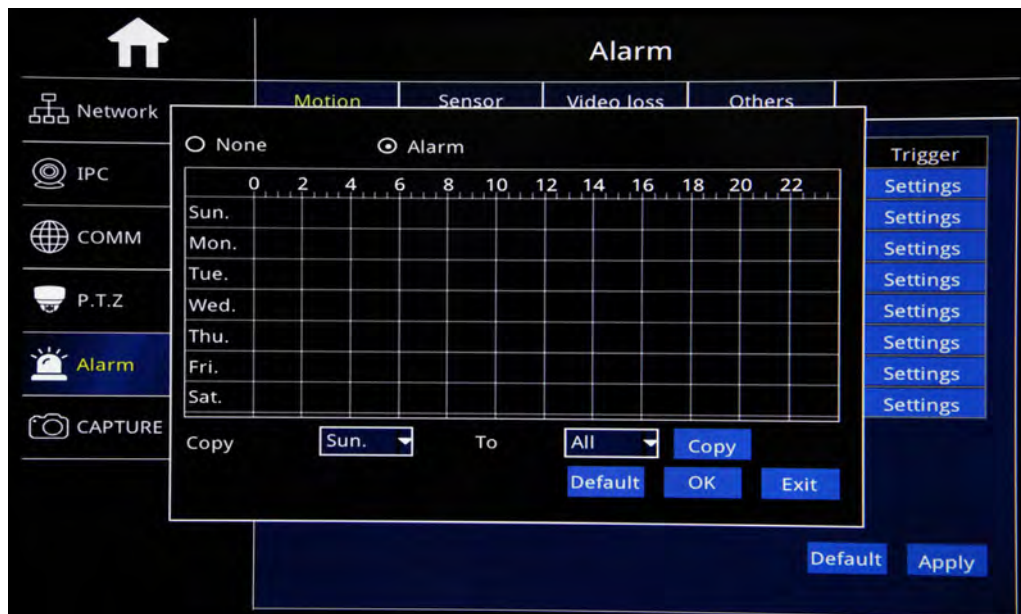 Alarm
Network
Motion Sensor Video loss Others
None Alarm
Trigger
IPC
0 2 4 6 8 10 12 14 16 18 20 22
Settings
Sun.
Settings
COMM
Mon.
Settings
Tue.
Settings
P.T.Z
Wed.
Settings
Thu.
Settings
Alarm
Fri.
Settings
Sat.
Settings
CAPTURE
Copy Sun. To All Copy
Default OK Exit
Default Apply